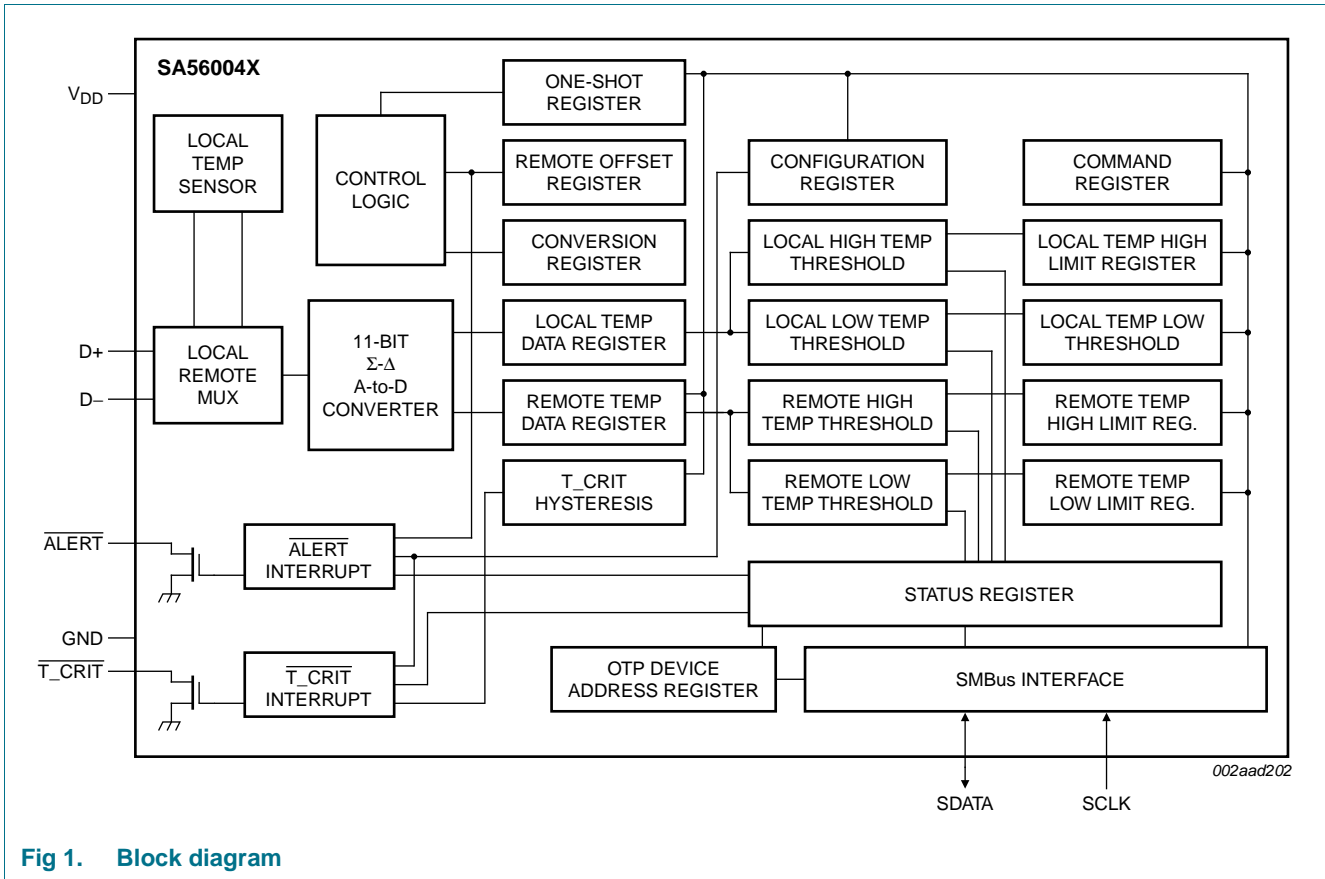 SA56004X
V_DD
LOCAL
TEMP
SENSOR
D+
D−
LOCAL
REMOTE
MUX
CONTROL
LOGIC
11-BIT
Σ-Δ
A-to-D
CONVERTER
ONE-SHOT
REGISTER
REMOTE OFFSET
REGISTER
CONVERSION
REGISTER
LOCAL TEMP
DATA REGISTER
REMOTE TEMP
DATA REGISTER
T_CRIT
HYSTERESIS
CONFIGURATION
REGISTER
LOCAL HIGH TEMP
THRESHOLD
LOCAL LOW TEMP
THRESHOLD
REMOTE HIGH
TEMP THRESHOLD
REMOTE LOW
TEMP THRESHOLD
COMMAND
REGISTER
LOCAL TEMP HIGH
LIMIT REGISTER
LOCAL TEMP LOW
THRESHOLD
REMOTE TEMP
HIGH LIMIT REG.
REMOTE TEMP
LOW LIMIT REG.
ALERT
ALERT
INTERRUPT
GND
T_CRIT
T_CRIT
INTERRUPT
STATUS REGISTER
OTP DEVICE
ADDRESS REGISTER
SMBus INTERFACE
002aad202
SDATA
SCLK
Fig 1. Block diagram